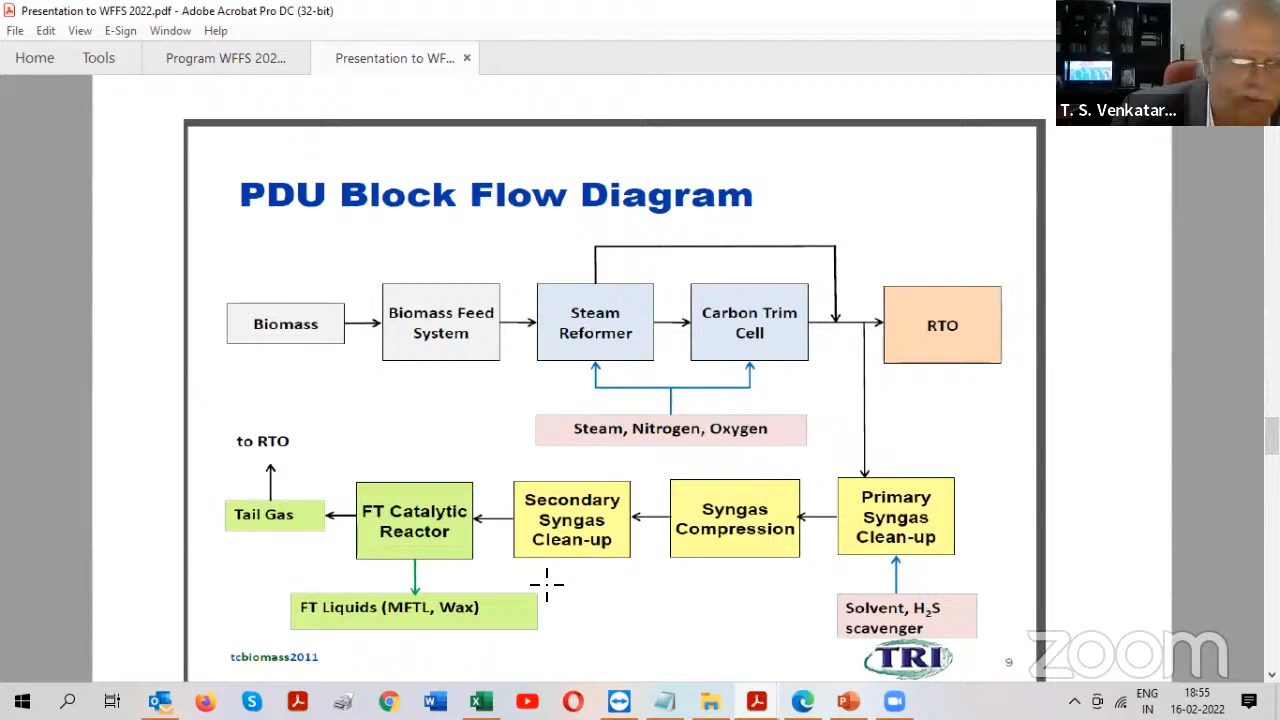 Presentation to WFFS 2022.pdf - Adobe Acrobat Pro DC (32-bit)
File Edit View E-Sign Window Help
Home Tools Program WFFS 202... Presentation to WF... ×
T. S. Venkatar...
PDU Block Flow Diagram
Biomass
Biomass Feed
System
Steam
Reformer
Carbon Trim
Cell
RTO
Steam, Nitrogen, Oxygen
to RTO
Tail Gas
FT Catalytic
Reactor
Secondary
Syngas
Clean-up
Syngas
Compression
Primary
Syngas
Clean-up
FT Liquids (MFTL, Wax)
Solvent, H₂S
scavenger
tcbiomass2011
TRI
9
zoom
ENG
IN
18:55
16-02-2022